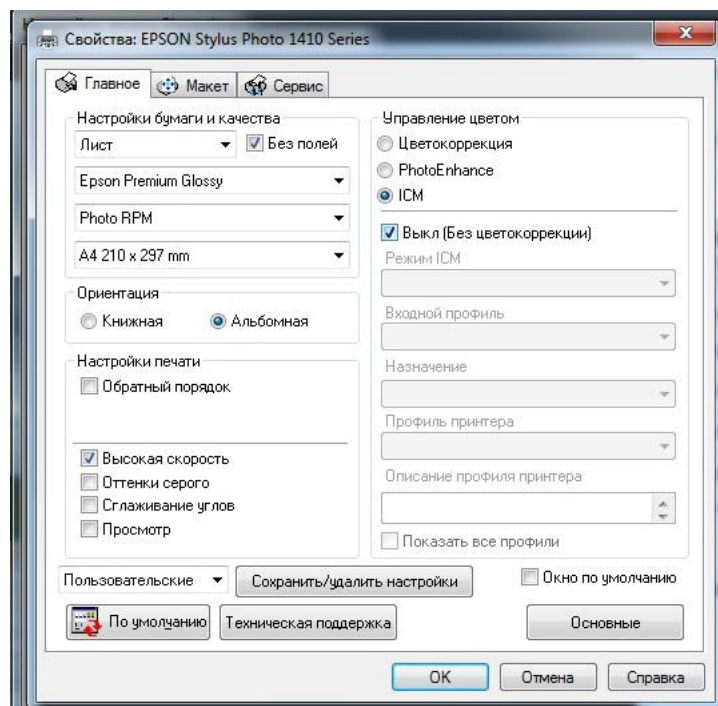 Свойства: EPSON Stylus Photo 1410 Series
Главное
Макет
Сервис
Настройки бумаги и качества
Лист
Без полей
Epson Premium Glossy
Photo RPM
A4 210 x 297 mm
Ориентация
Книжная
Альбомная
Настройки печати
Обратный порядок
Высокая скорость
Оттенки серого
Сглаживание углов
Просмотр
Управление цветом
Цветокоррекция
PhotoEnhance
ICM
Выкл (Без цветокоррекции)
Режим ICM
Входной профиль
Назначение
Профиль принтера
Описание профиля принтера
Показать все профили
Пользовательские
Сохранить/удалить настройки
Окно по умолчанию
По умолчанию
Техническая поддержка
Основные
OK
Отмена
Справка